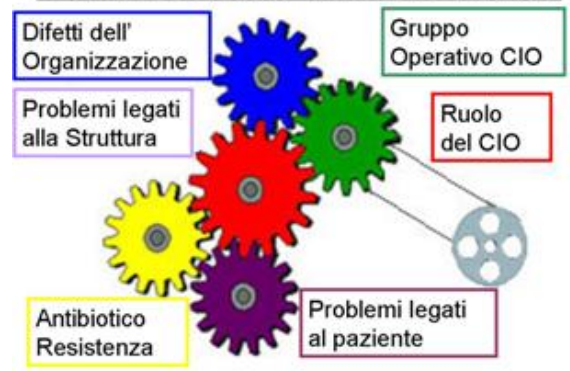 Difetti dell'
Organizzazione
Gruppo
Operativo CIO
Problemi legati
alla Struttura
Ruolo
del CIO
Antibiotico
Resistenza
Problemi legati
al paziente